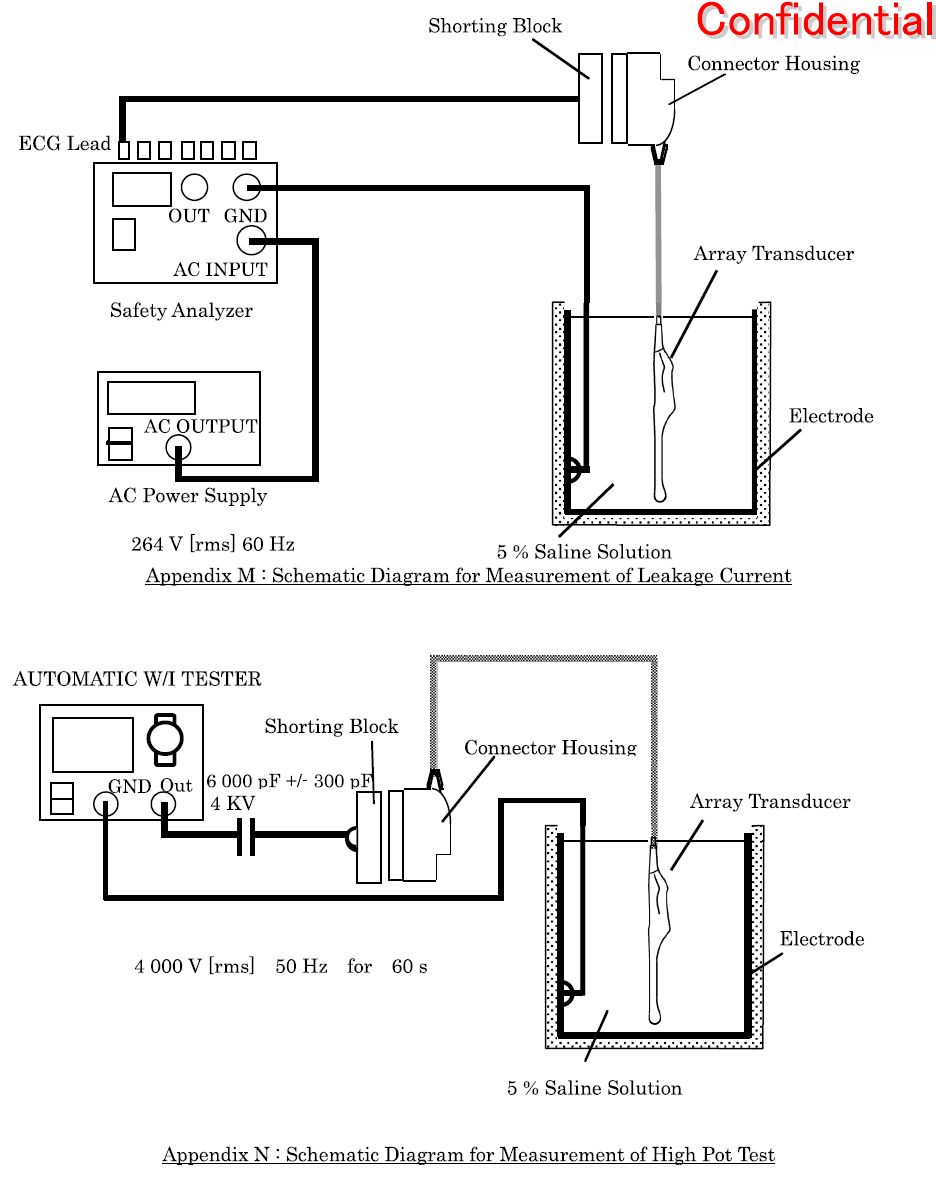 Confidential
Shorting Block
Connector Housing
ECG Lead
OUT GND
AC INPUT
Safety Analyzer
Array Transducer
Electrode
AC OUTPUT
AC Power Supply
264 V [rms] 60 Hz
5 % Saline Solution
Appendix M : Schematic Diagram for Measurement of Leakage Current
AUTOMATIC W/I TESTER
Shorting Block
Connector Housing
GND Out
6 000 pF +/- 300 pF
4 KV
Array Transducer
Electrode
4 000 V [rms] 50 Hz for 60 s
5 % Saline Solution
Appendix N : Schematic Diagram for Measurement of High Pot Test